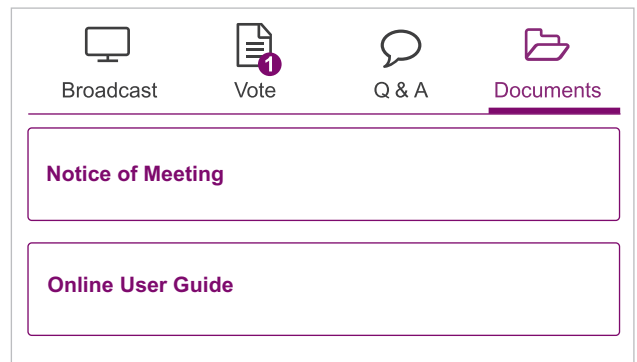 1
Broadcast Vote Q & A Documents
Notice of Meeting
Online User Guide